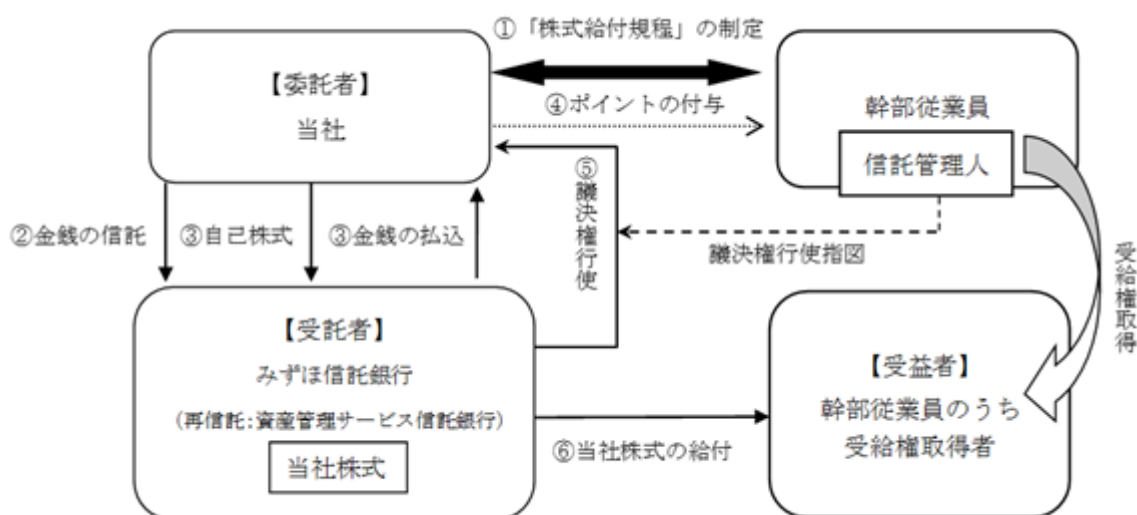 ①「株式給付規程」の制定
【委託者】
当社
④ポイントの付与
幹部従業員
信託管理人
②金銭の信託
③自己株式
③金銭の払込
⑤議決権行使
議決権行使指図
受給権取得
【受託者】
みずほ信託銀行
(再信託:資産管理サービス信託銀行)
当社株式
⑥当社株式の給付
【受益者】
幹部従業員のうち
受給権取得者